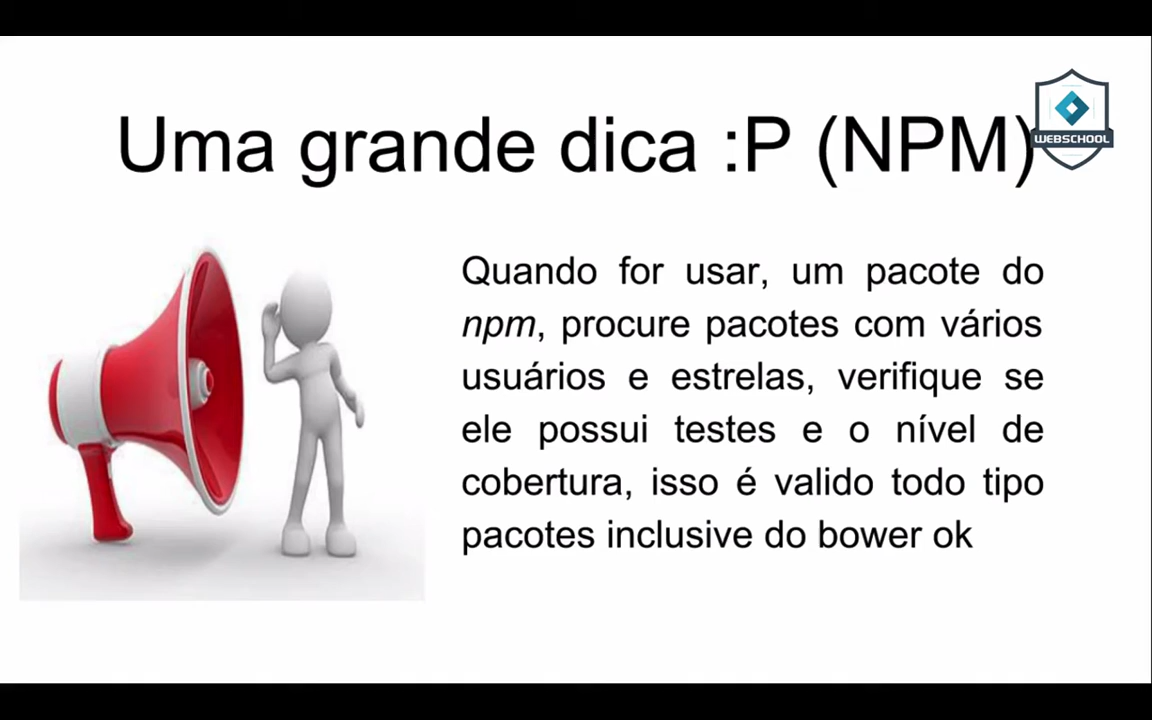 Uma grande dica :P (NPM)
WEBSCHOOL
Quando for usar, um pacote do
npm, procure pacotes com vários
usuários e estrelas, verifique se
ele possui testes e o nível de
cobertura, isso é valido todo tipo
pacotes inclusive do bower ok